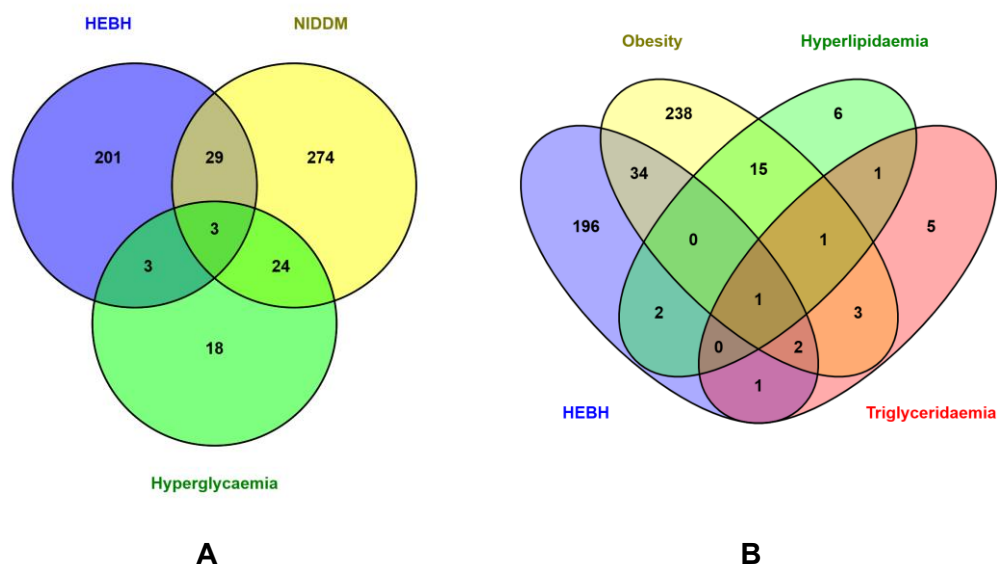 HEBH
NIDDM
201
29
274
3
3
24
18
Hyperglycaemia
A
Obesity
Hyperlipidaemia
238
6
34
15
1
196
0
1
5
2
1
3
0
2
1
HEBH
Triglyceridaemia
B